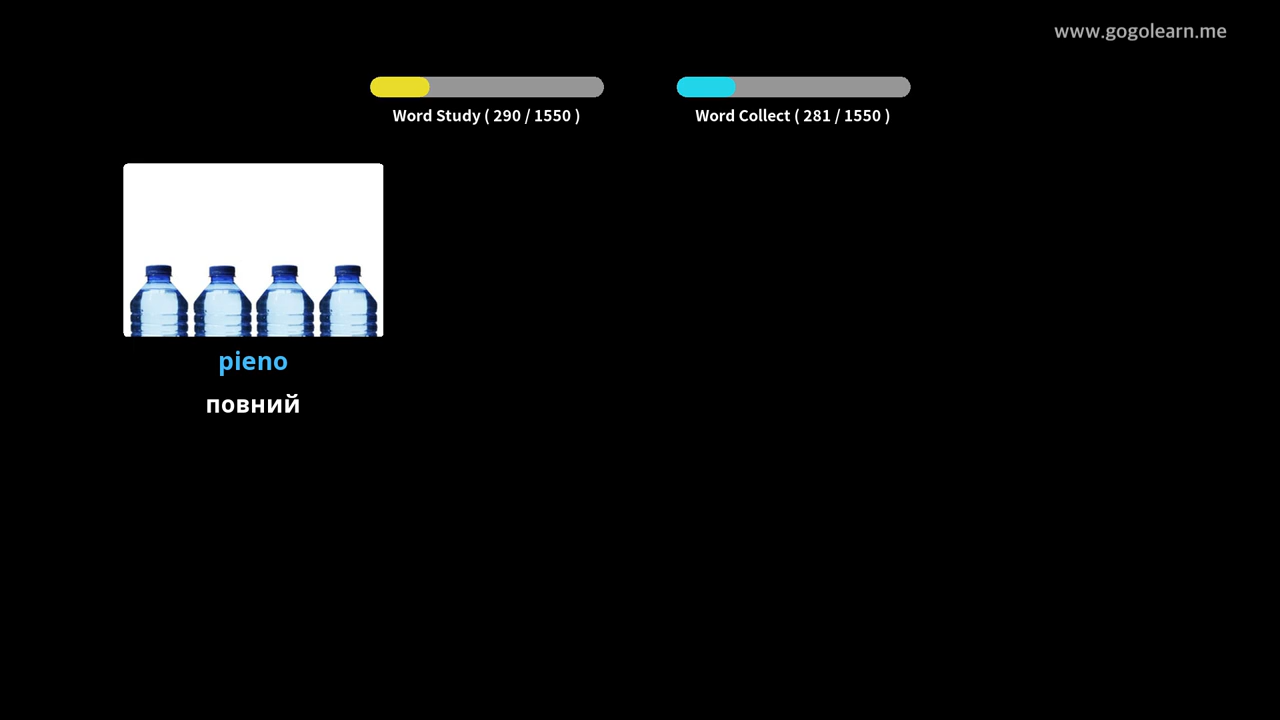 www.gogolearn.me
Word Study ( 290 / 1550 )
Word Collect ( 281 / 1550 )
pieno
повний